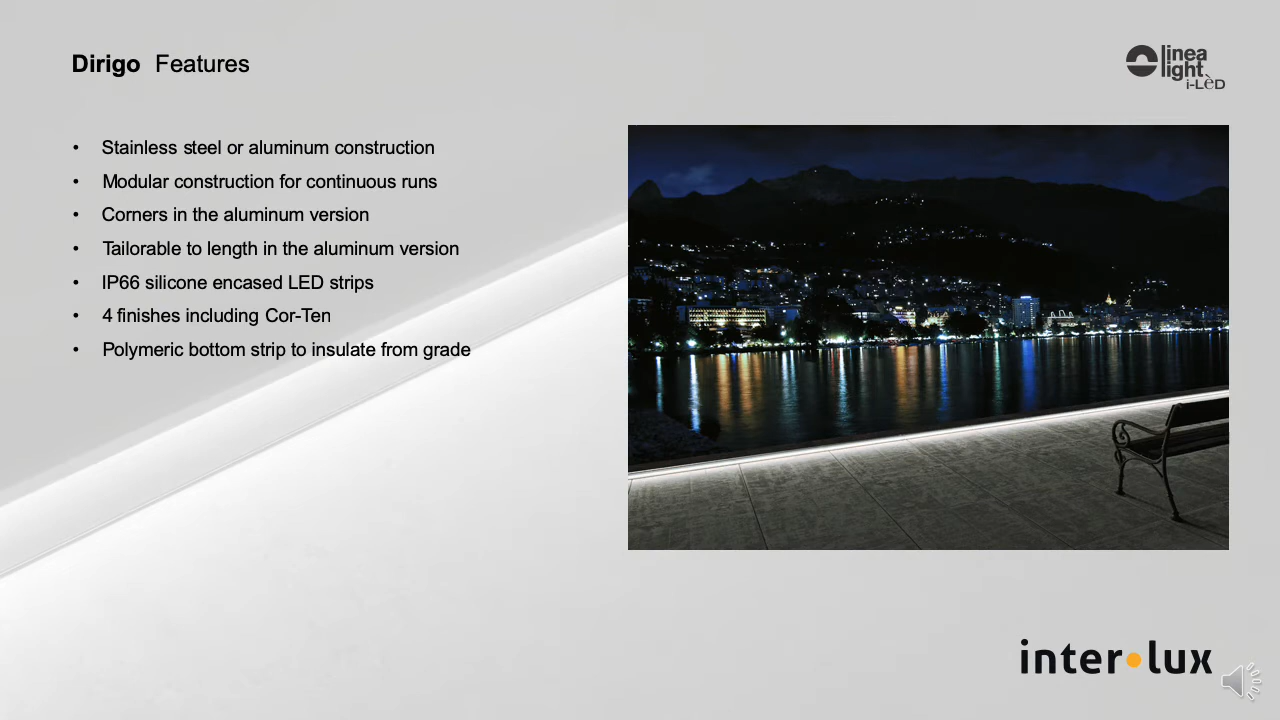 Dirigo Features
linea
light
i-LèD
• Stainless steel or aluminum construction
• Modular construction for continuous runs
• Corners in the aluminum version
• Tailorable to length in the aluminum version
• IP66 silicone encased LED strips
• 4 finishes including Cor-Ten
• Polymeric bottom strip to insulate from grade
inter•lux